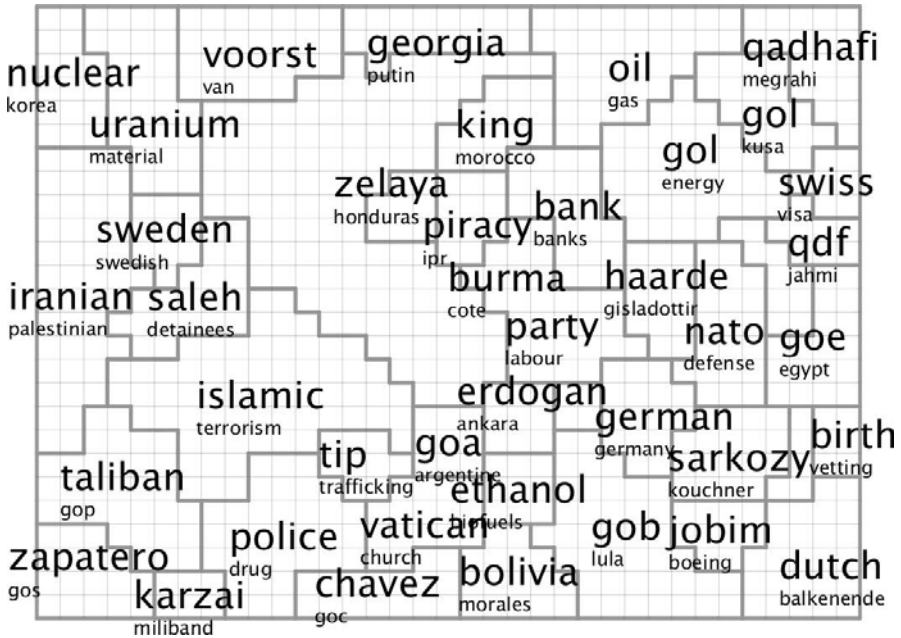 georgia
putin
voorst
van
qadhafi
megrahi
oil
gas
nuclear
korea
uranium
material
king
morocco
gol
kusa
gol
energy
zelaya
honduras
swiss
visa
bank
banks
piracy
ipr
sweden
swedish
qdf
jahmi
burma
cote
haarde
gisladottir
iranian
palestinian
saleh
detainees
party
labour
nato
defense
goe
egypt
islamic
terrorism
erdogan
ankara
german
germany
birth
vetting
goa
argentine
tip
trafficking
sarkozy
kouchner
taliban
gop
ethanol
biofuels
vatican
church
police
drug
gob
lula
jobim
boeing
zapatero
gos
dutch
balkenende
bolivia
morales
chavez
goc
karzai
miliband